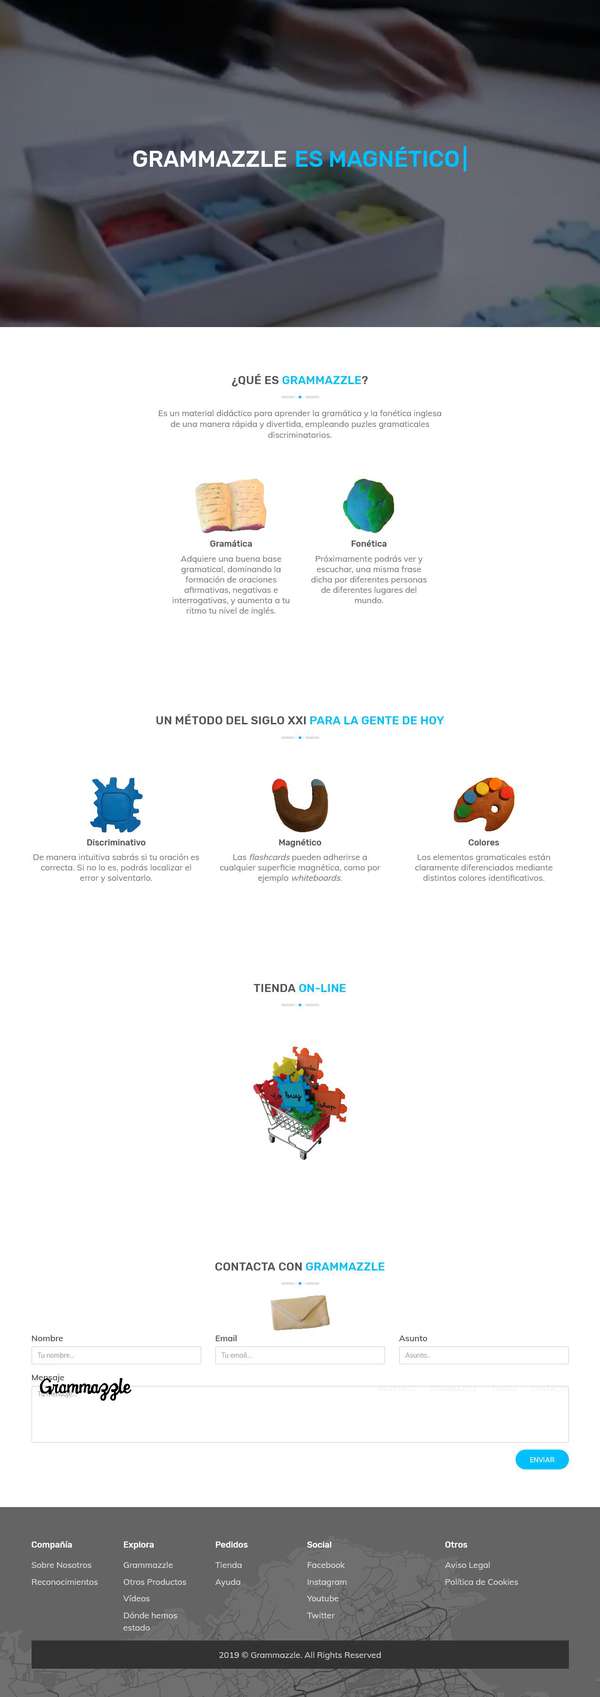 GRAMMAZZLE ES MAGNÉTICO
¿QUÉ ES GRAMMAZZLE?
Es un material didáctico para aprender la gramática y la fonética inglesa
de una manera rápida y divertida, empleando puzles gramaticales
discriminatorios.
Gramática
Adquiere una buena base
gramatical, dominando la
formación de oraciones
afirmativas, negativas e
interrogativas, y aumenta a tu
ritmo tu nivel de inglés.
Fonética
Próximamente podrás ver y
escuchar, una misma frase
dicha por diferentes personas
de diferentes lugares del
mundo.
UN MÉTODO DEL SIGLO XXI PARA LA GENTE DE HOY
Discriminativo
De manera intuitiva sabrás si tu oración es
correcta. Si no lo es, podrás localizar el
error y solventarlo.
Magnético
Las flashcards pueden adherirse a
cualquier superficie magnética, como por
ejemplo whiteboards.
Colores
Los elementos gramaticales están
claramente diferenciados mediante
distintos colores identificativos.
TIENDA ON-LINE
buy
shop
CONTACTA CON GRAMMAZZLE
Nombre
Tu nombre...
Email
Tu email...
Asunto
Asunto...
Mensaje
Grammazzle
ENVIAR
Compañía
Sobre Nosotros
Reconocimientos
Explora
Grammazzle
Otros Productos
Vídeos
Dónde hemos
estado
Pedidos
Tienda
Ayuda
Social
Facebook
Instagram
Youtube
Twitter
Otros
Aviso Legal
Política de Cookies
2019 © Grammazzle. All Rights Reserved